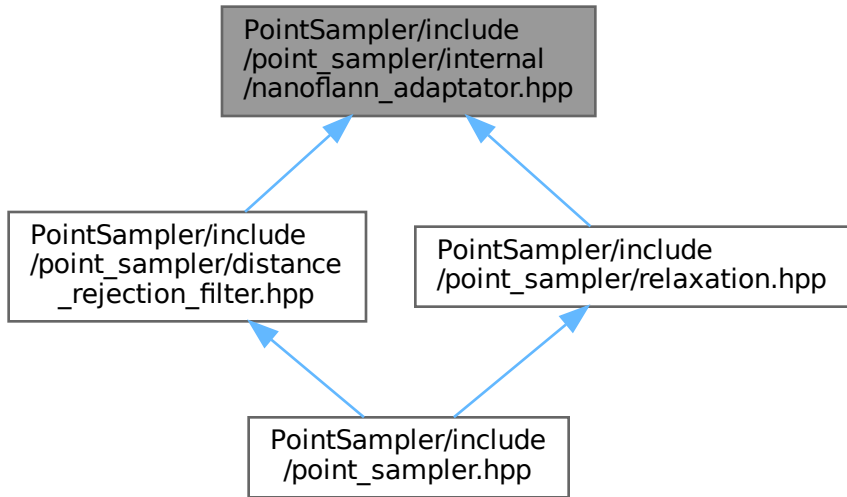 PointSampler/include
/point_sampler/internal
/nanoflann_adaptator.hpp
PointSampler/include
/point_sampler/distance
_rejection_filter.hpp
PointSampler/include
/point_sampler/relaxation.hpp
PointSampler/include
/point_sampler.hpp